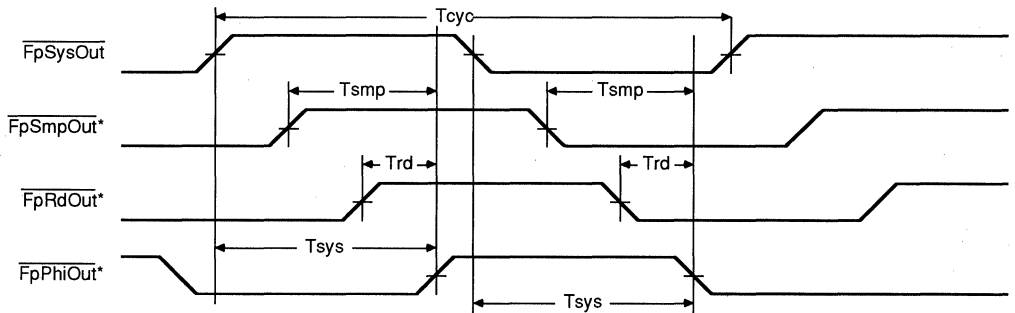 Tcyc
FpSysOut
Tsmp Tsmp
FpSmpOut*
Trd Trd
FpRdOut*
Tsys
FpPhiOut*
Tsys